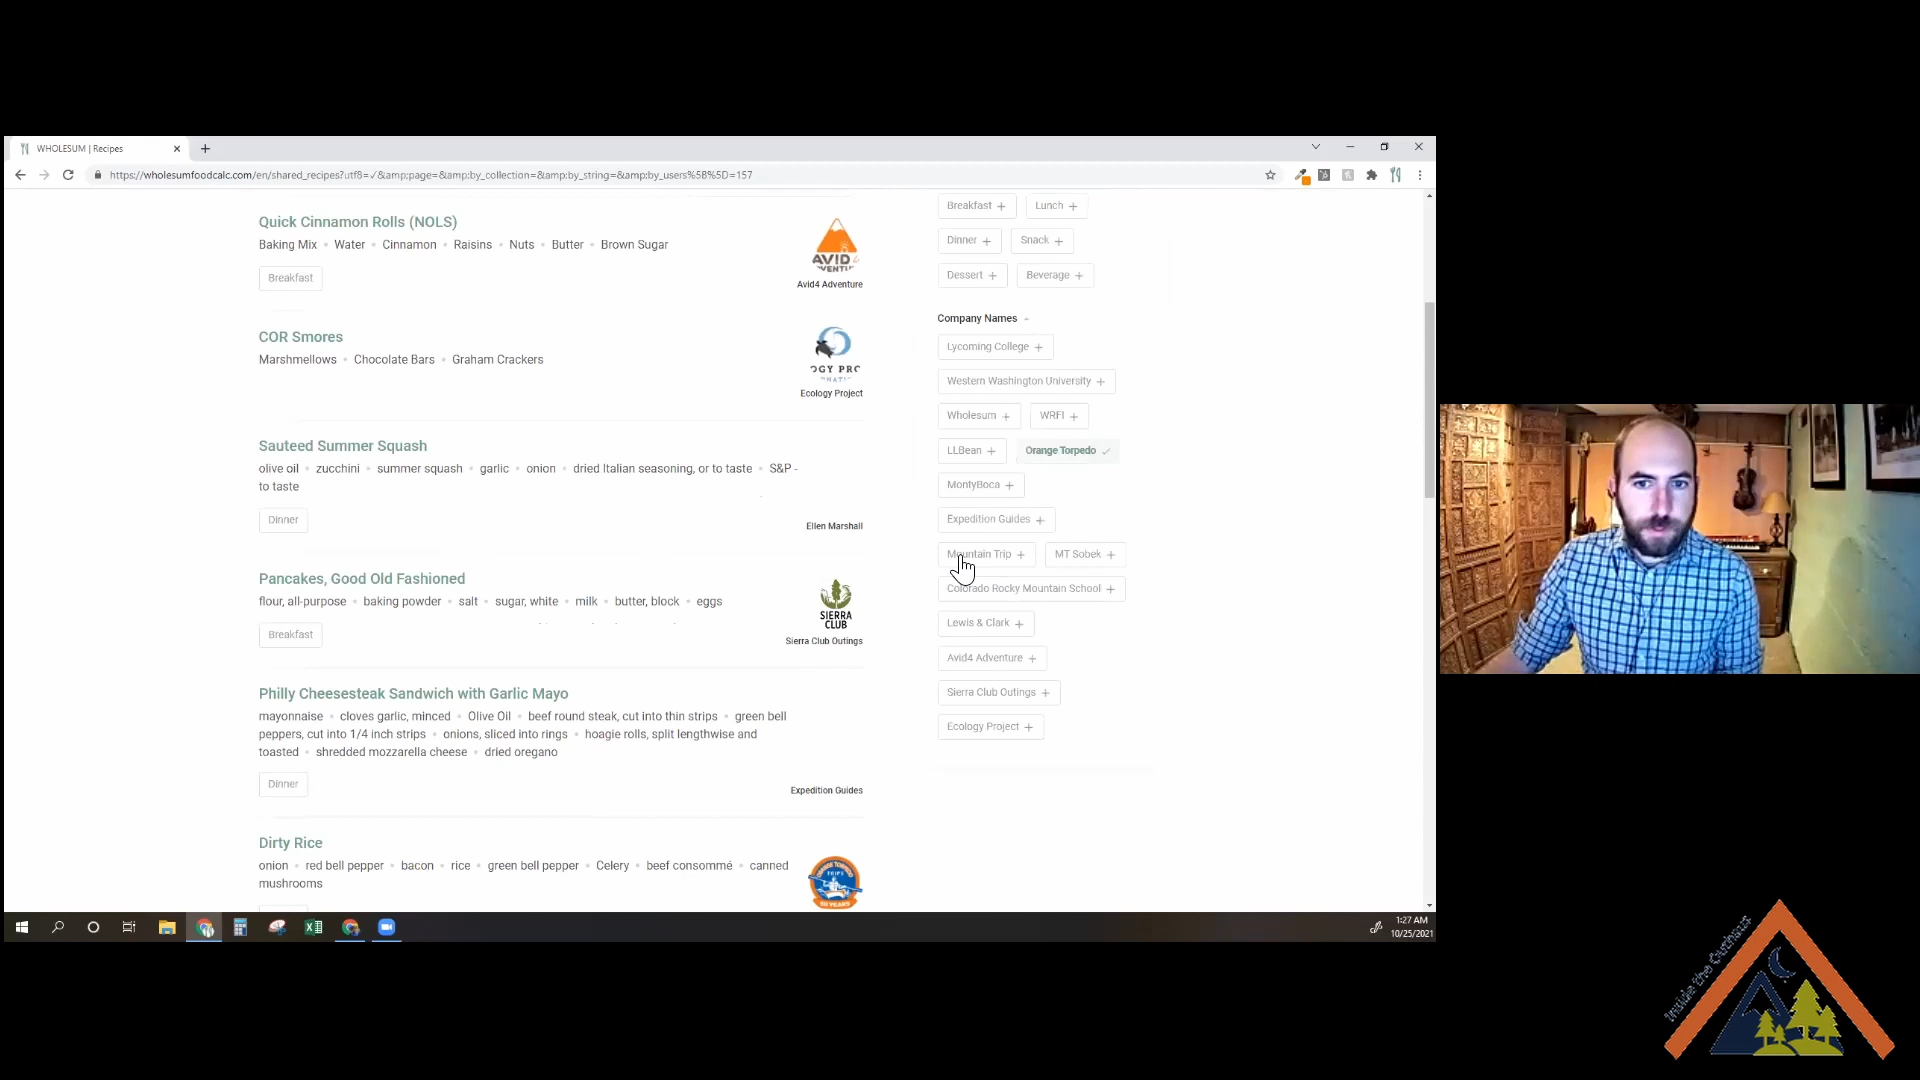 WHOLESUM | Recipes
https://wholesumfoodcalc.com/en/shared_recipes?utf8=✓&amp;page=&amp;by_collection=&amp;by_string=&amp;by_users%5B%5D=157
Quick Cinnamon Rolls (NOLS)
Baking Mix • Water • Cinnamon • Raisins • Nuts • Butter • Brown Sugar
Breakfast
AVID4
Avid4 Adventure
COR Smores
Marshmellows • Chocolate Bars • Graham Crackers
OGY PRO
Ecology Project
Sauteed Summer Squash
olive oil • zucchini • summer squash • garlic • onion • dried Italian seasoning, or to taste • S&P -
to taste
Dinner
Ellen Marshall
Pancakes, Good Old Fashioned
flour, all-purpose • baking powder • salt • sugar, white • milk • butter, block • eggs
Breakfast
SIERRA
CLUB
Sierra Club Outings
Philly Cheesesteak Sandwich with Garlic Mayo
mayonnaise • cloves garlic, minced • Olive Oil • beef round steak, cut into thin strips • green bell
peppers, cut into 1/4 inch strips • onions, sliced into rings • hoagie rolls, split lengthwise and
toasted • shredded mozzarella cheese • dried oregano
Dinner
Expedition Guides
Dirty Rice
onion • red bell pepper • bacon • rice • green bell pepper • Celery • beef consommé • canned
mushrooms
Breakfast + Lunch +
Dinner + Snack +
Dessert + Beverage +
Company Names
Lycoming College +
Western Washington University +
Wholesum + WRFI +
LLBean + Orange Torpedo ✓
MontyBoca +
Expedition Guides +
Mountain Trip + MT Sobek +
Colorado Rocky Mountain School +
Lewis & Clark +
Avid4 Adventure +
Sierra Club Outings +
Ecology Project +
1:27 AM
10/25/2021
Inside the Outhaus